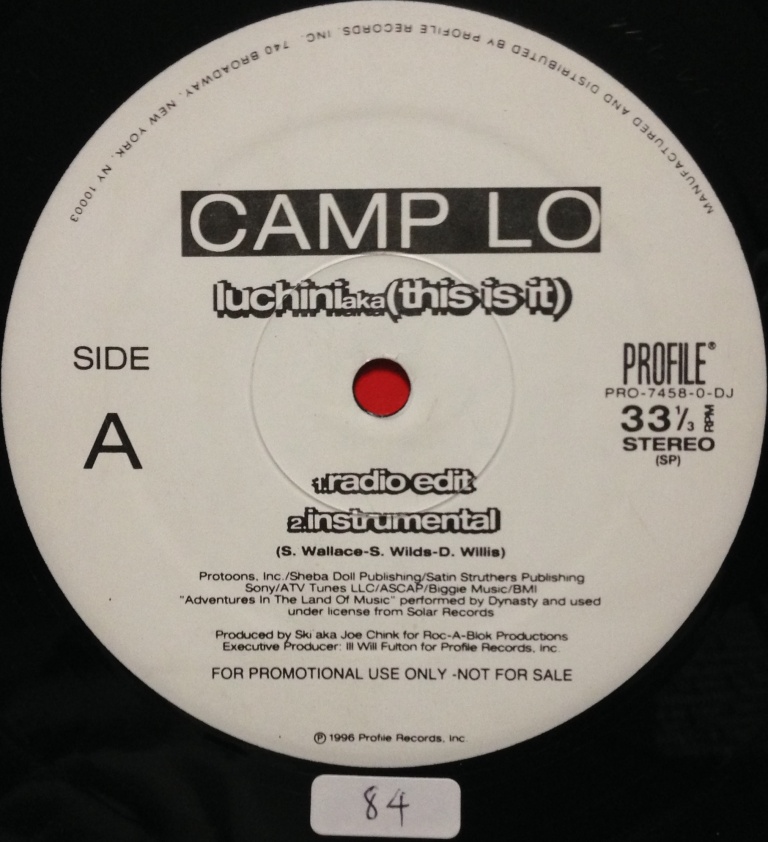 MANUFACTURED AND DISTRIBUTED BY PROFILE RECORDS, INC. 740 BROADWAY, NEW YORK, NY 10003
CAMP LO
luchini aka (this is it)
SIDE
A
PROFILE®
PRO-7458-0-DJ
33 1/3 RPM
STEREO
(SP)
1.radio edit
2.instrumental
(S. Wallace-S. Wilds-D. Willis)
Protoons, Inc./Sheba Doll Publishing/Satin Struthers Publishing
Sony/ATV Tunes LLC/ASCAP/Biggie Music/BMI
"Adventures In The Land Of Music" performed by Dynasty and used
under license from Solar Records
Produced by Ski aka Joe Chink for Roc-A-Blok Productions
Executive Producer: Ill Will Fulton for Profile Records, Inc.
FOR PROMOTIONAL USE ONLY -NOT FOR SALE
℗ 1996 Profile Records, Inc.
84